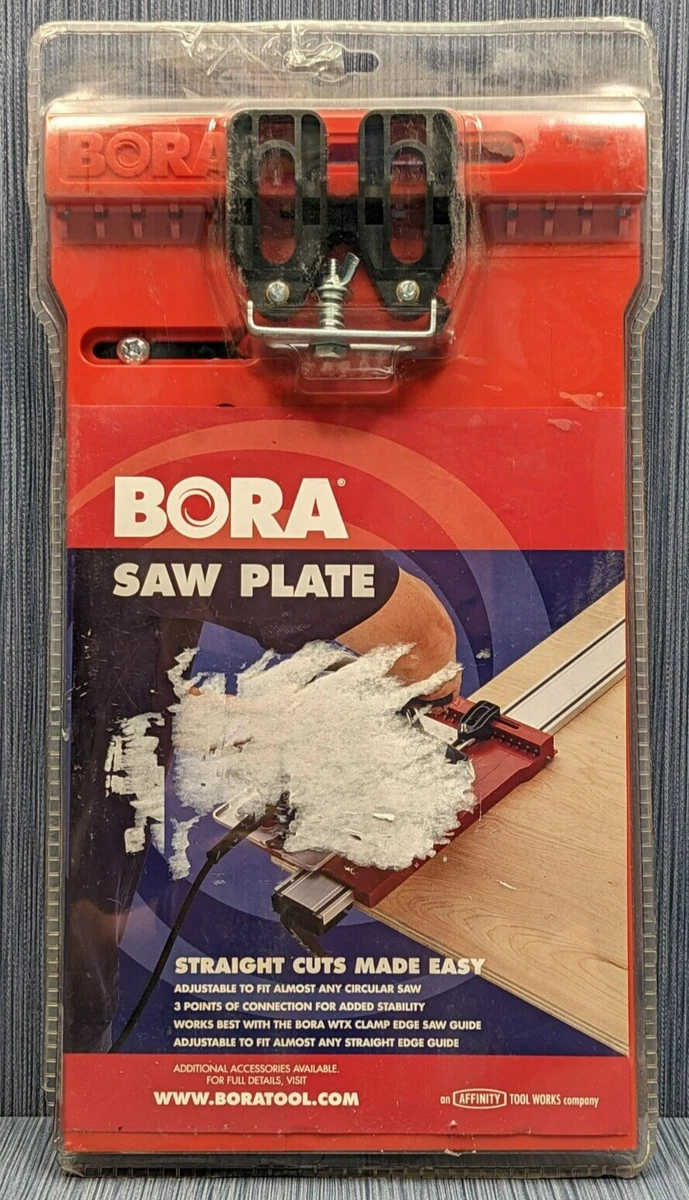 BORA
BORA®
SAW PLATE
STRAIGHT CUTS MADE EASY
ADJUSTABLE TO FIT ALMOST ANY CIRCULAR SAW
3 POINTS OF CONNECTION FOR ADDED STABILITY
WORKS BEST WITH THE BORA WTX CLAMP EDGE SAW GUIDE
ADJUSTABLE TO FIT ALMOST ANY STRAIGHT EDGE GUIDE
ADDITIONAL ACCESSORIES AVAILABLE.
FOR FULL DETAILS, VISIT
WWW.BORATOOL.COM
an AFFINITY TOOL WORKS company